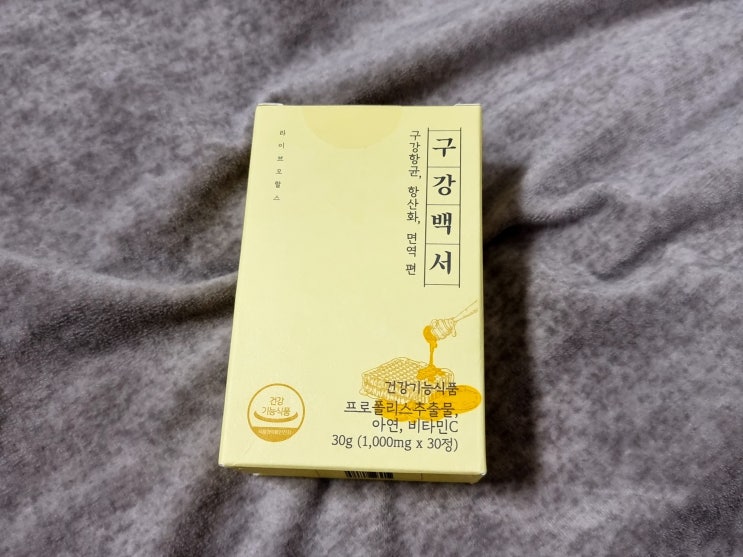 구강백서
구강항균, 항산화, 면역 편
라이브오랄스
건강
기능식품
건강기능식품
프로폴리스추출물,
아연, 비타민C
30g (1,000mg x 30정)